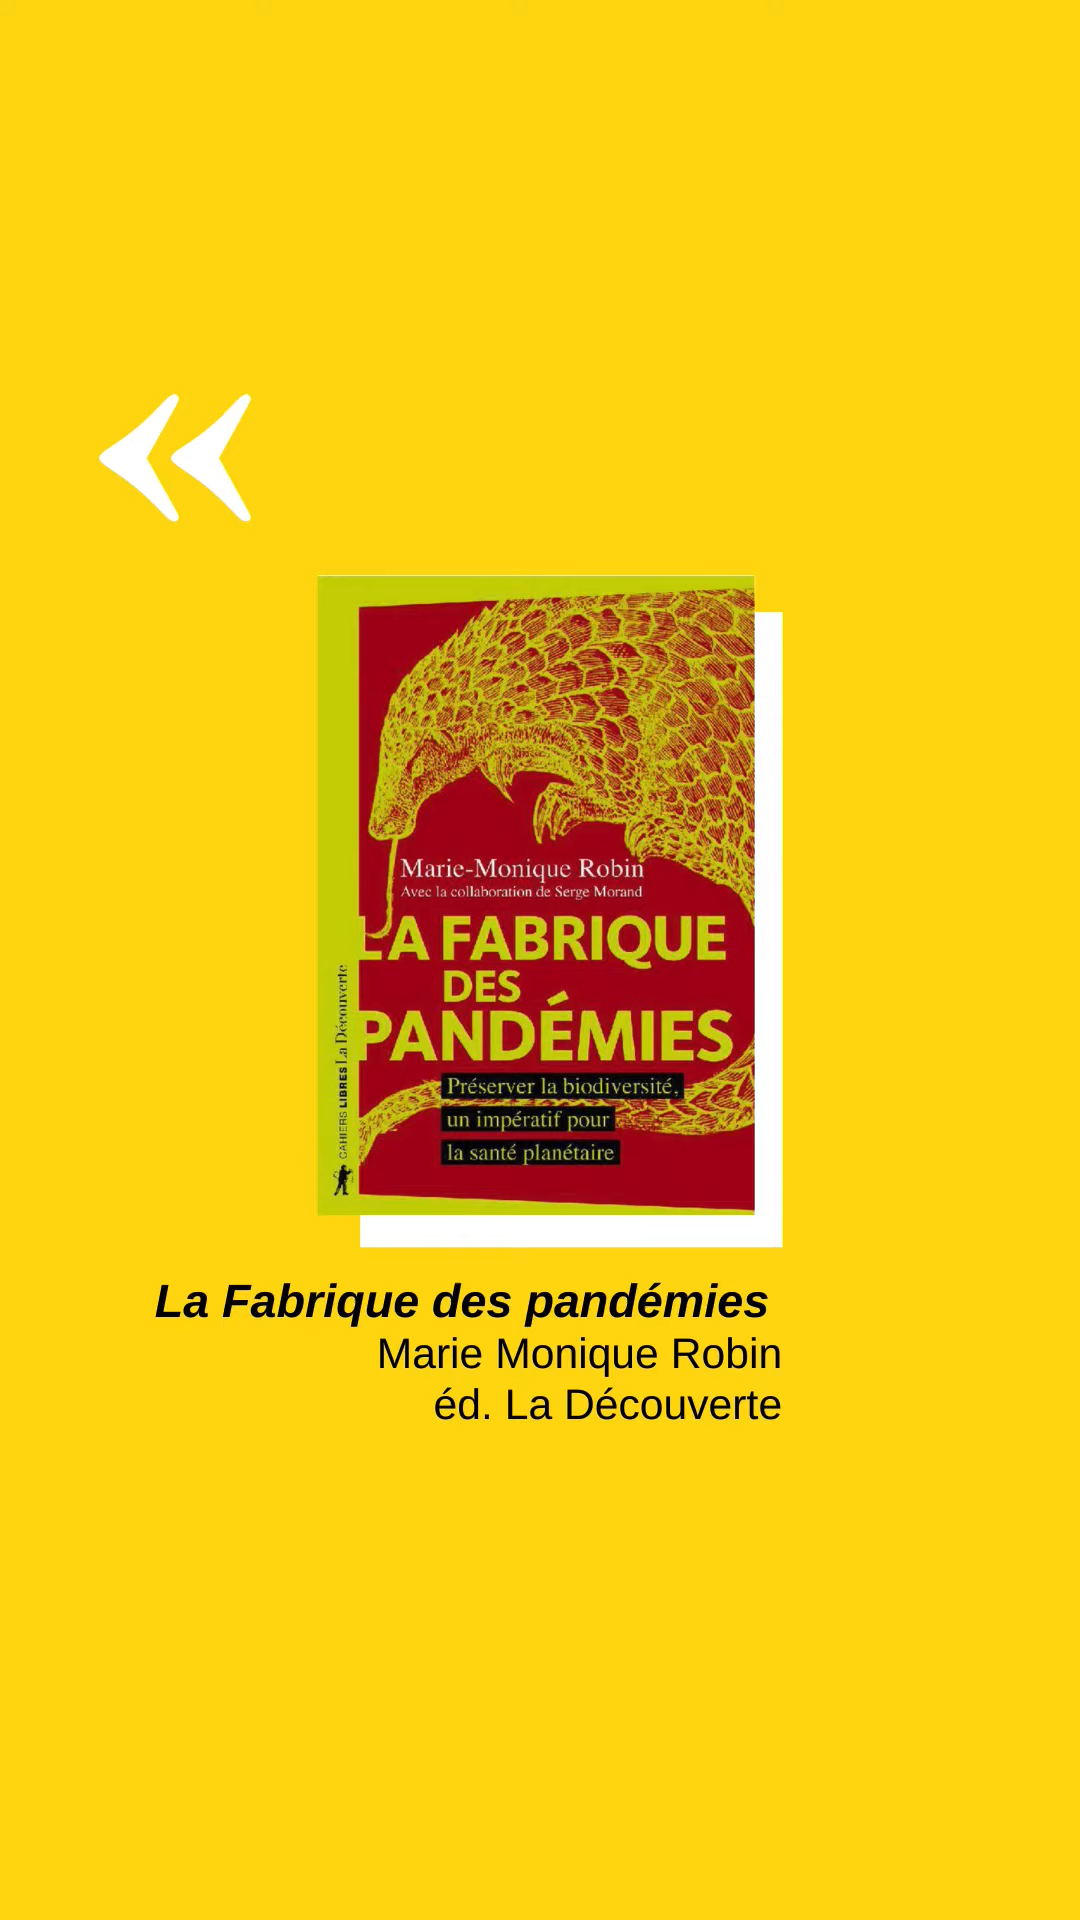 «
Marie-Monique Robin
Avec la collaboration de Serge Morand
LA FABRIQUE
DES
PANDÉMIES
Préserver la biodiversité,
un impératif pour
la santé planétaire
CAHIERS LIBRES La Découverte
La Fabrique des pandémies
Marie Monique Robin
éd. La Découverte